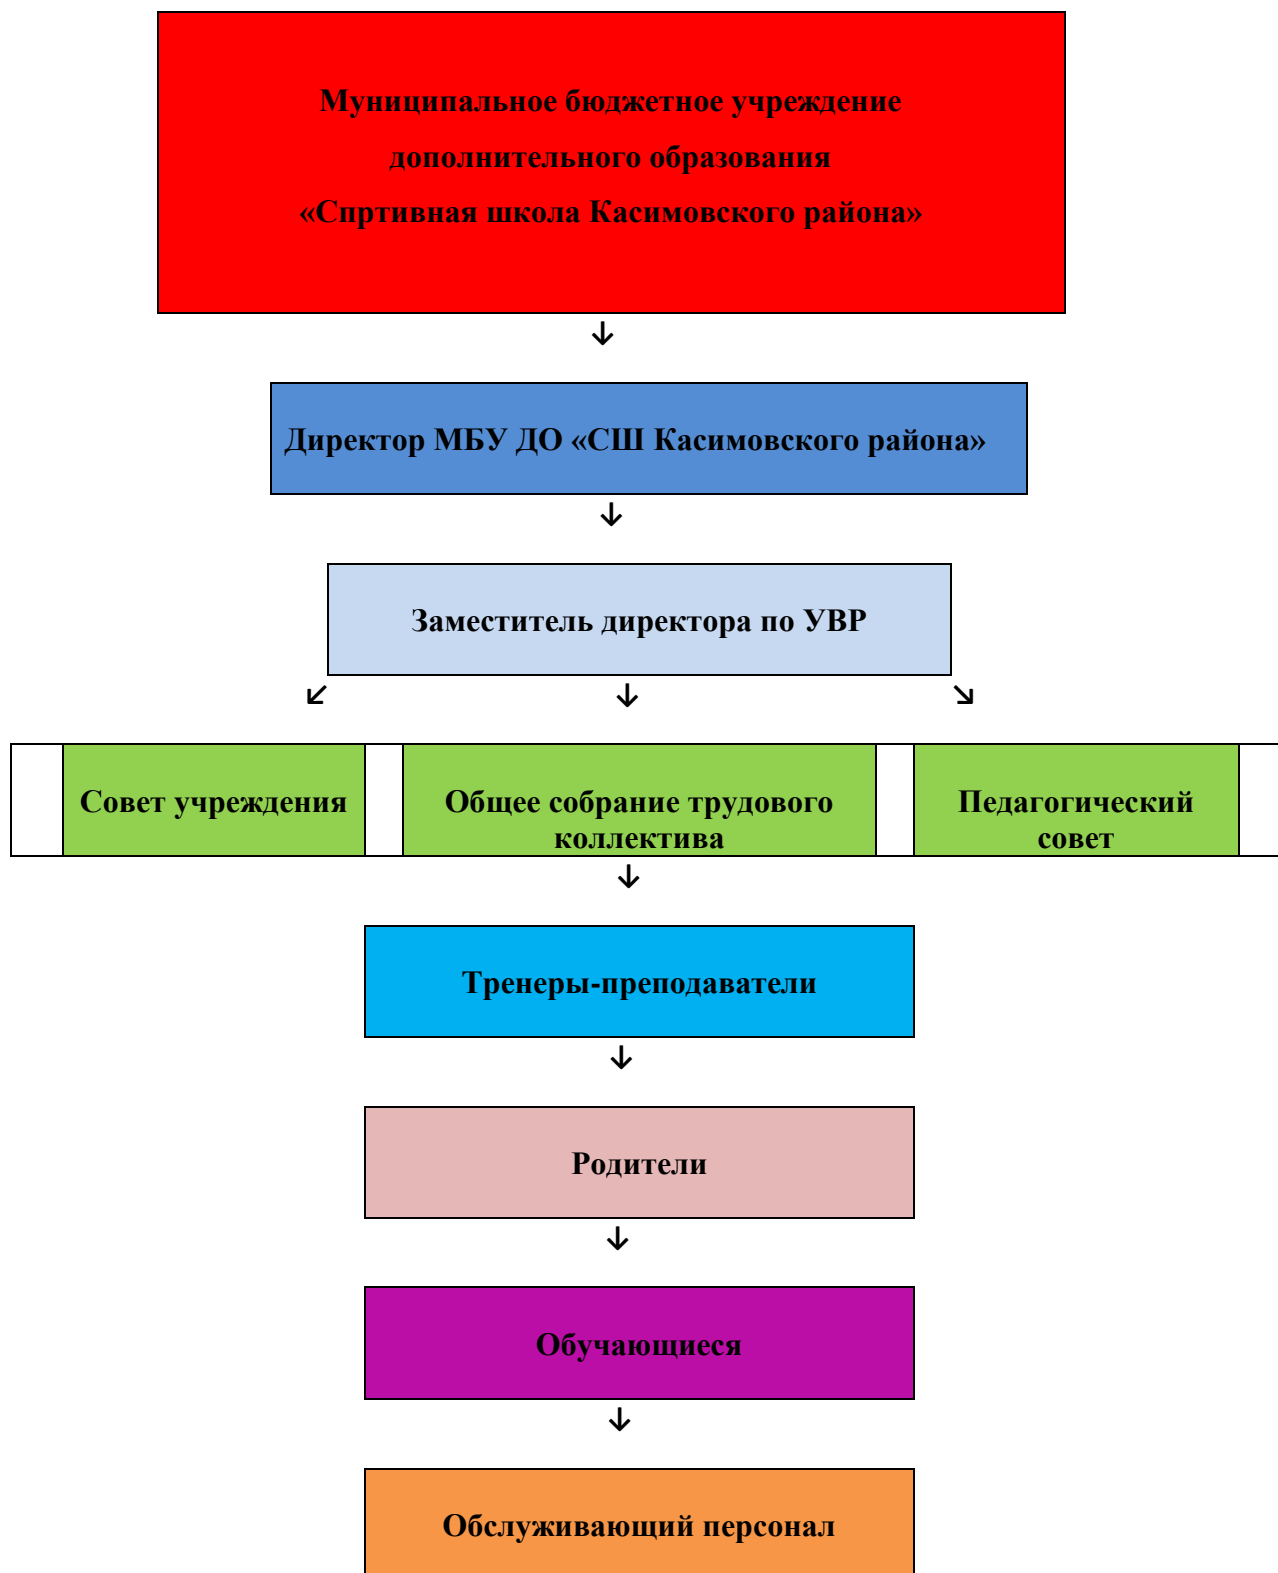 Муниципальное бюджетное учреждение
дополнительного образования
«Спртивная школа Касимовского района»
↓
Директор МБУ ДО «СШ Касимовского района»
↓
Заместитель директора по УВР
↙ ↓ ↘
Совет учреждения
Общее собрание трудового
коллектива
Педагогический
совет
↓
Тренеры-преподаватели
↓
Родители
↓
Обучающиеся
↓
Обслуживающий персонал